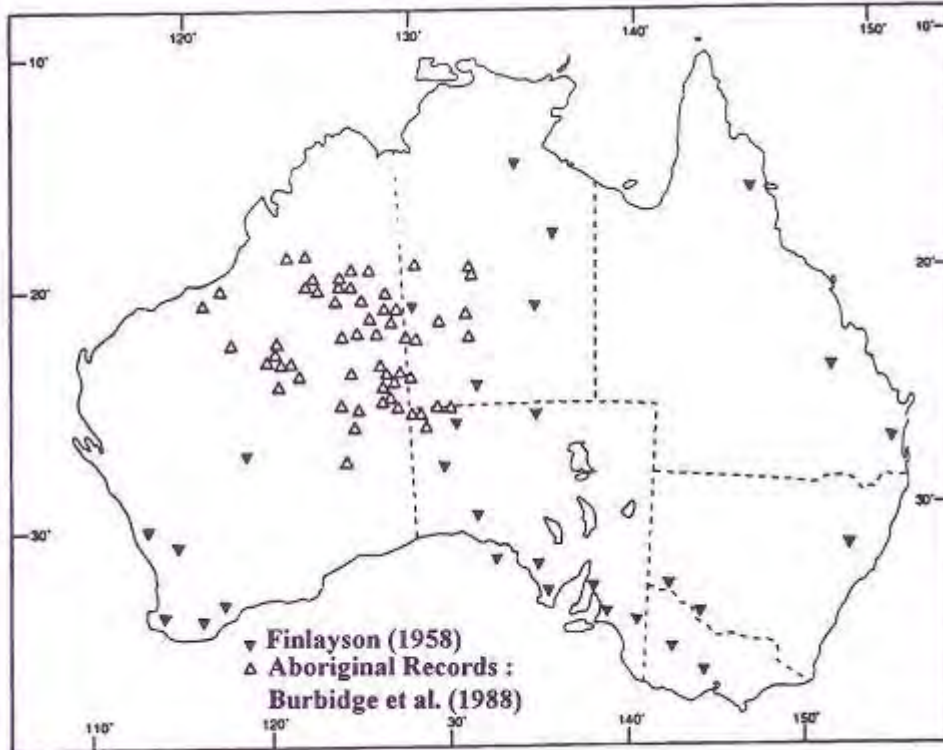 120° 130° 140° 150° 10°
10°
20° 20°
30° 30°
▼ Finlayson (1958)
△ Aboriginal Records :
Burbidge et al. (1988)
110° 120° 130° 140° 150°